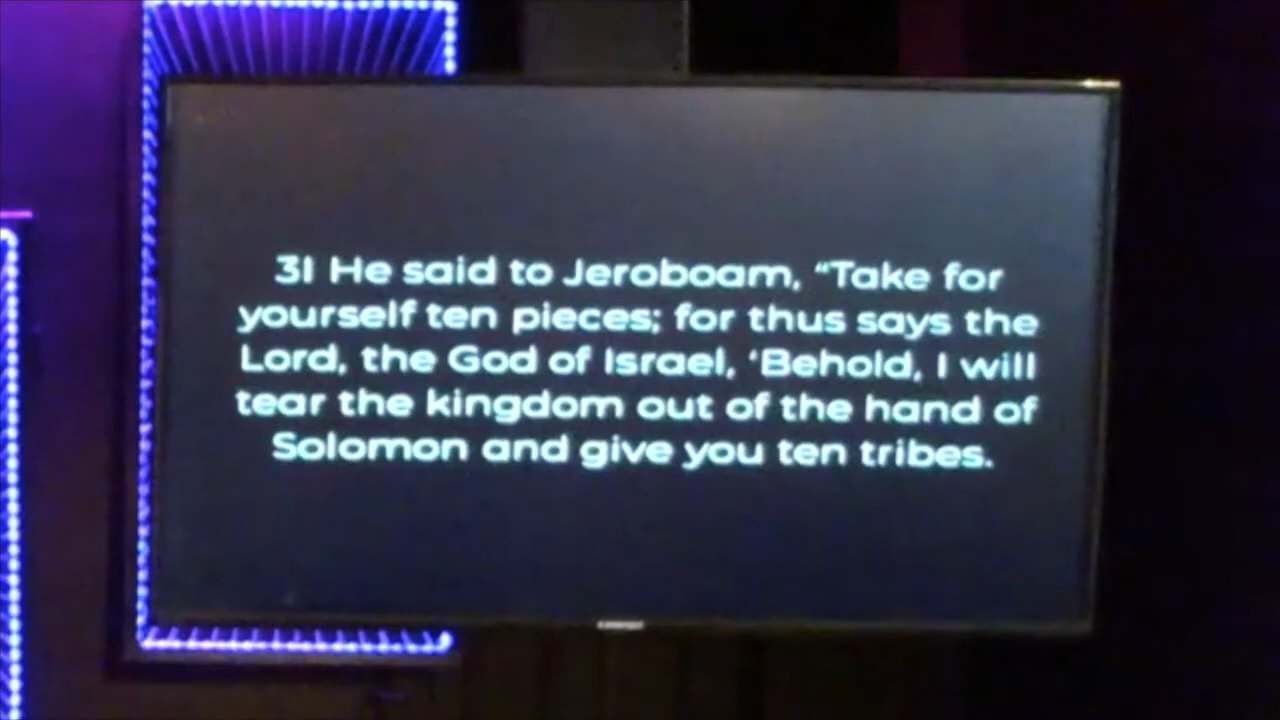 31 He said to Jeroboam, “Take for
yourself ten pieces; for thus says the
Lord, the God of Israel, ‘Behold, I will
tear the kingdom out of the hand of
Solomon and give you ten tribes.